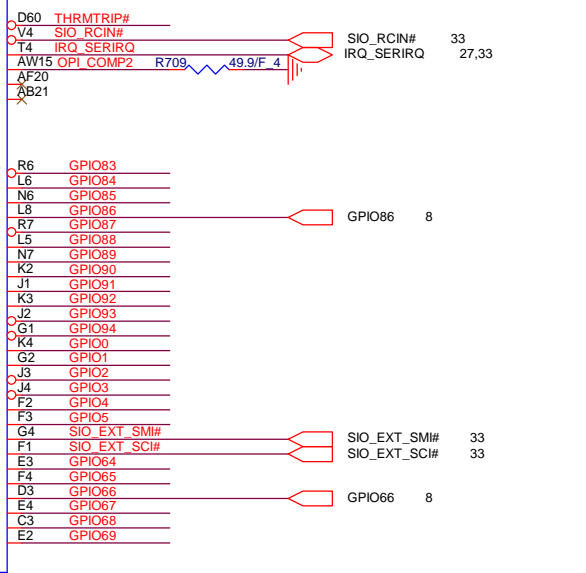 D60 THRMTRIP#
V4 SIO_RCIN# SIO_RCIN# 33
T4 IRQ_SERIRQ IRQ_SERIRQ 27,33
AW15 OPI_COMP2 R709 49.9/F_4
AF20
AB21
R6 GPIO83
L6 GPIO84
N6 GPIO85
L8 GPIO86 GPIO86 8
R7 GPIO87
L5 GPIO88
N7 GPIO89
K2 GPIO90
J1 GPIO91
K3 GPIO92
J2 GPIO93
G1 GPIO94
K4 GPIO0
G2 GPIO1
J3 GPIO2
J4 GPIO3
F2 GPIO4
F3 GPIO5
G4 SIO_EXT_SMI# SIO_EXT_SMI# 33
F1 SIO_EXT_SCI# SIO_EXT_SCI# 33
E3 GPIO64
F4 GPIO65
D3 GPIO66 GPIO66 8
E4 GPIO67
C3 GPIO68
E2 GPIO69